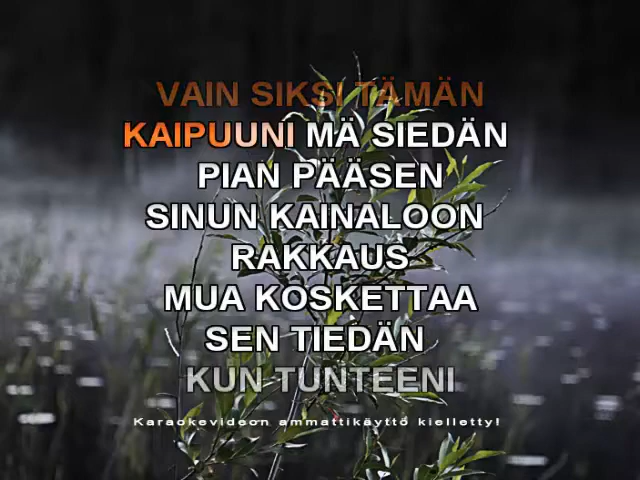 VAIN SIKSI TÄMÄN
KAIPUUNI MÄ SIEDÄN
PIAN PÄÄSEN
SINUN KAINALOON
RAKKAUS
MUA KOSKETTAA
SEN TIEDÄN
KUN TUNTEENI
Karaokevideon ammattikäyttö kielletty!